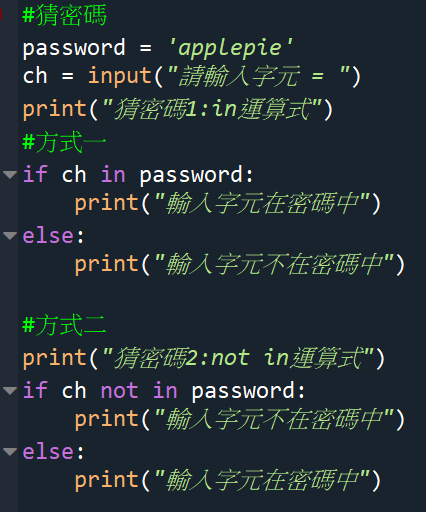 #猜密碼
password = 'applepie'
ch = input("請輸入字元 = ")
print("猜密碼1:in運算式")
#方式一
if ch in password:
    print("輸入字元在密碼中")
else:
    print("輸入字元不在密碼中")
#方式二
print("猜密碼2:not in運算式")
if ch not in password:
    print("輸入字元不在密碼中")
else:
    print("輸入字元在密碼中")